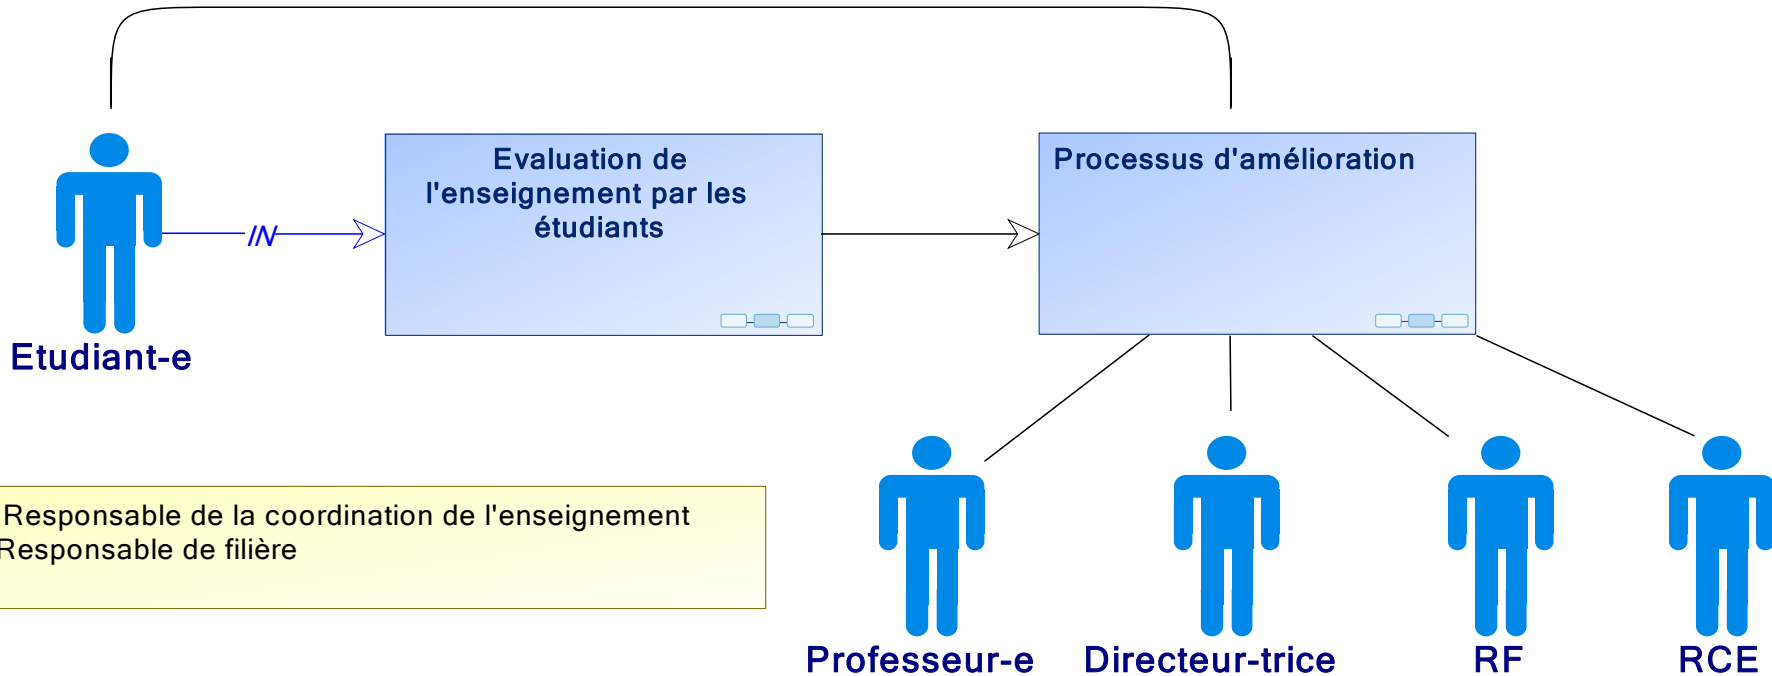 Evaluation de
l'enseignement par les
étudiants
Processus d'amélioration
IN
Etudiant-e
Responsable de la coordination de l'enseignement
Responsable de filière
Professeur-e
Directeur-trice
RF
RCE